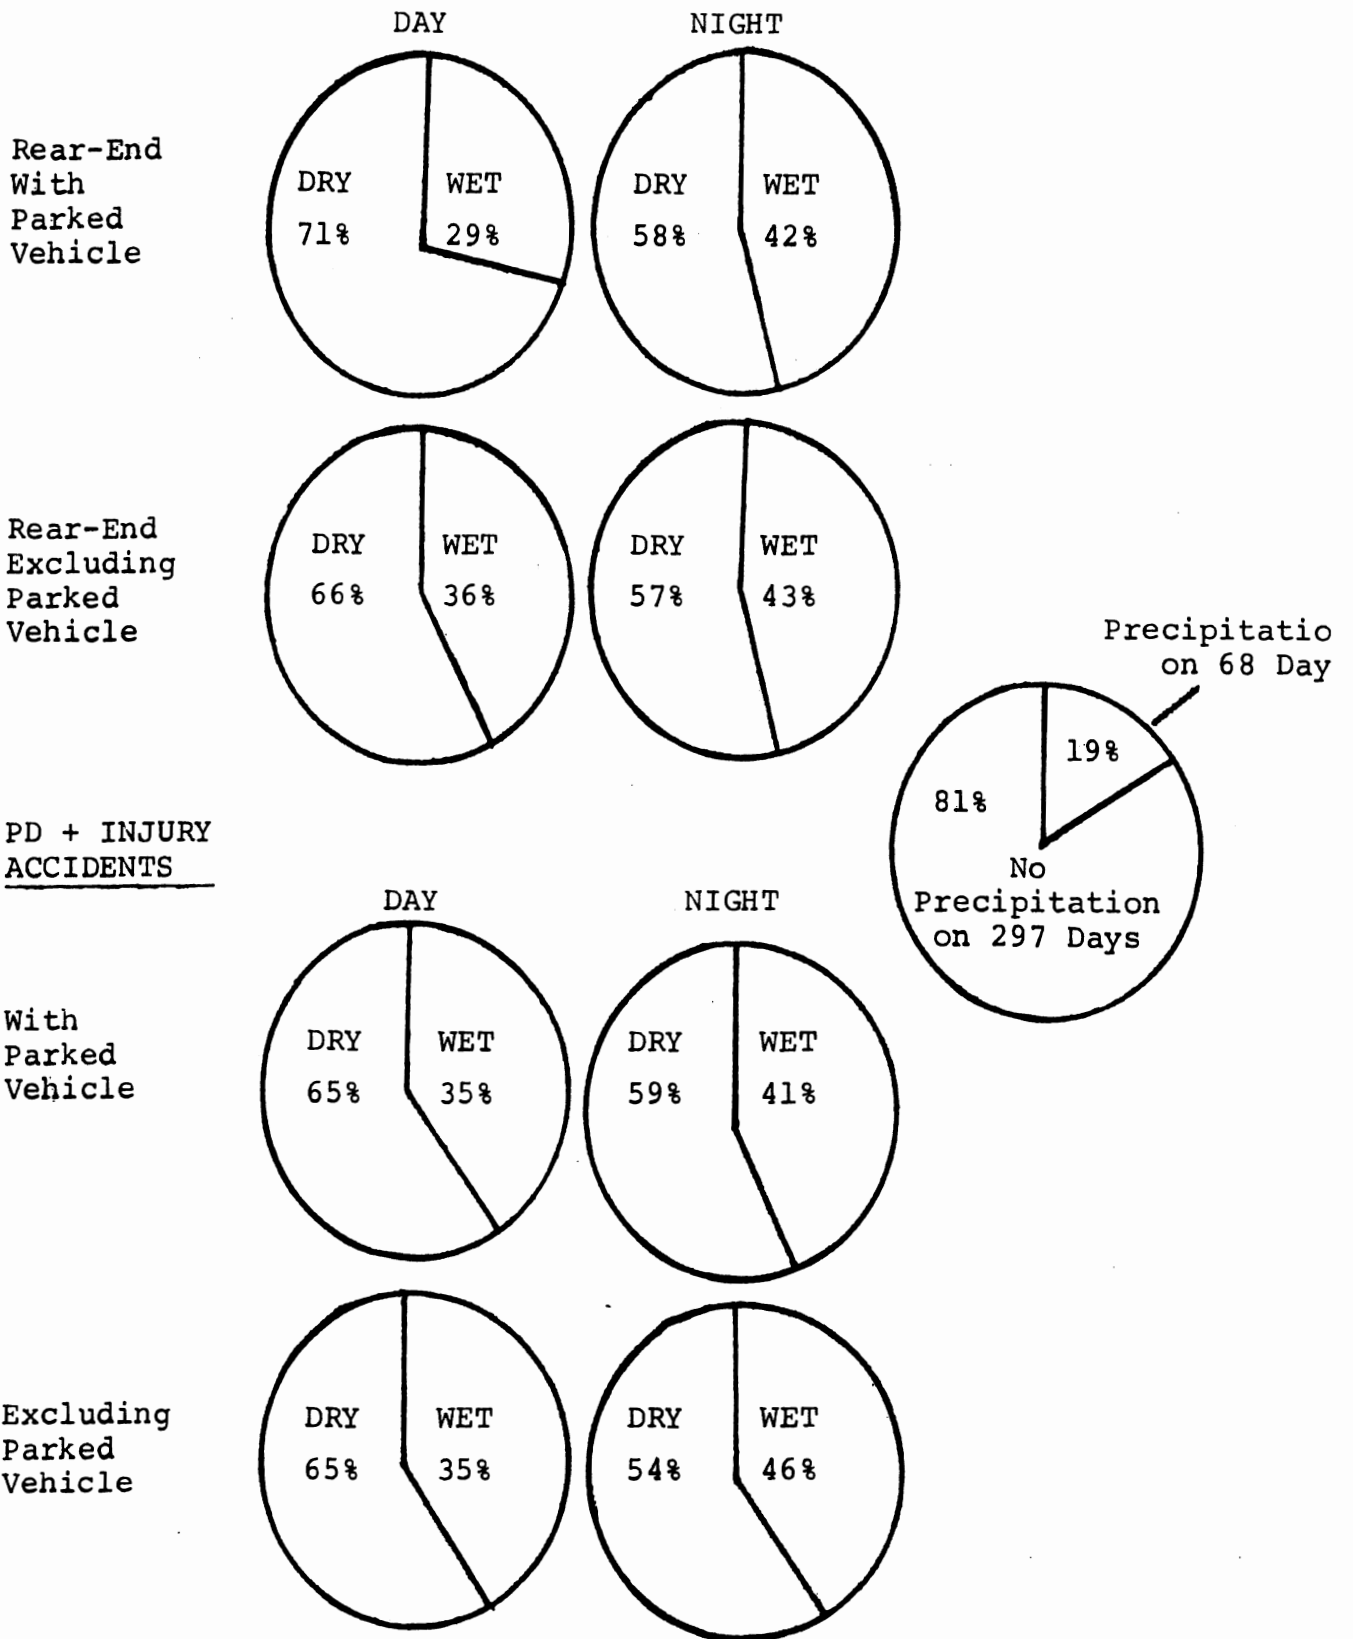 DAY
NIGHT
Rear-End
With
Parked
Vehicle
DRY
WET
71%
29%
DRY
WET
58%
42%
Rear-End
Excluding
Parked
Vehicle
DRY
WET
66%
36%
DRY
WET
57%
43%
Precipitatio
on 68 Day
19%
81%
No
Precipitation
on 297 Days
PD + INJURY
ACCIDENTS
DAY
NIGHT
With
Parked
Vehicle
DRY
WET
65%
35%
DRY
WET
59%
41%
Excluding
Parked
Vehicle
DRY
WET
65%
35%
DRY
WET
54%
46%